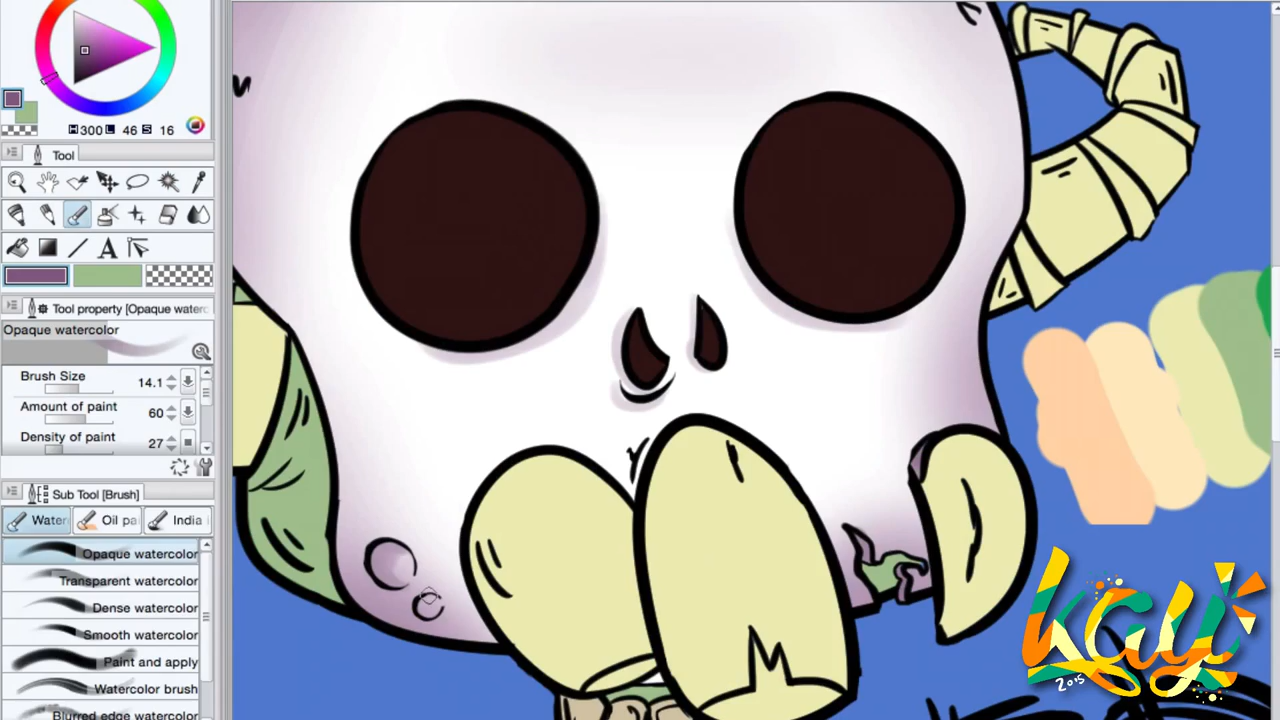 H 300 L 46 S 16
Tool
A
Tool property [Opaque waterc
Opaque watercolor
Brush Size 14.1
Amount of paint 60
Density of paint 27
Sub Tool [Brush]
Water Oil pa India
Opaque watercolor
Transparent watercolor
Dense watercolor
Smooth watercolor
Paint and apply
Watercolor brush
Blurred edge watercolor
kayi
2015